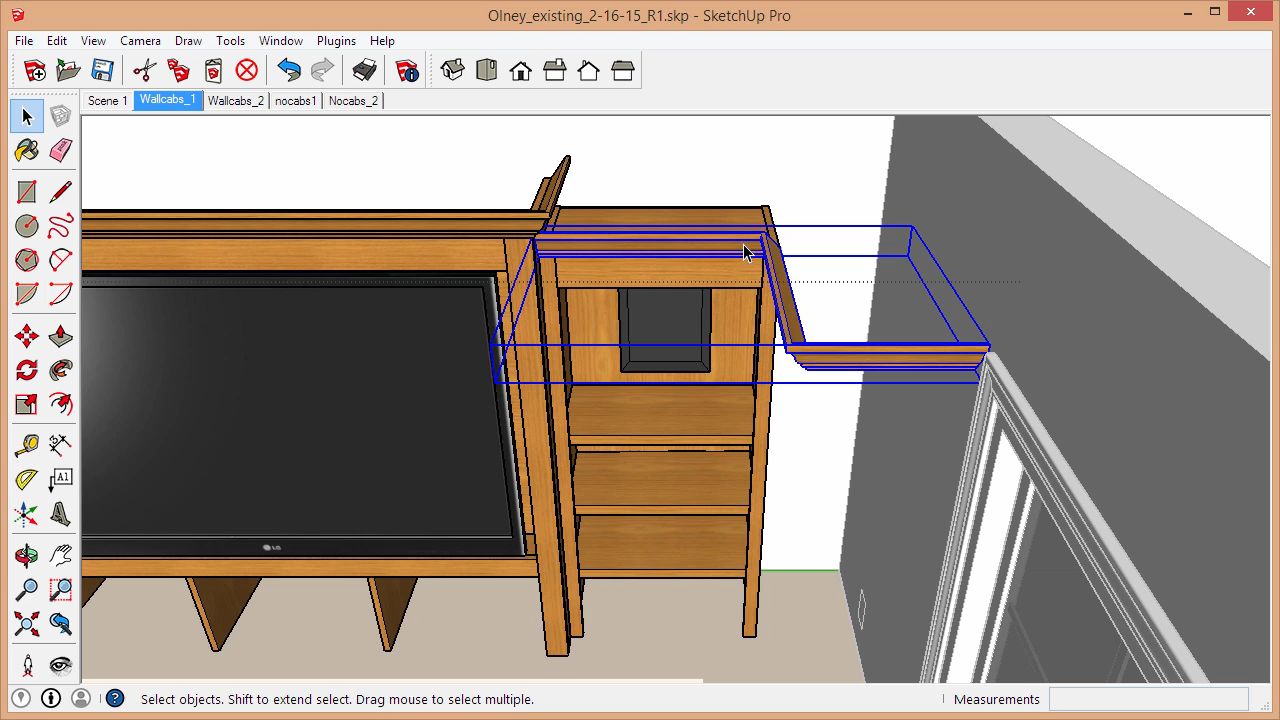 Olney_existing_2-16-15_R1.skp - SketchUp Pro
File Edit View Camera Draw Tools Window Plugins Help
Scene 1 Wallcabs_1 Wallcabs_2 nocabs1 Nocabs_2
A1
LG
Select objects. Shift to extend select. Drag mouse to select multiple.
Measurements